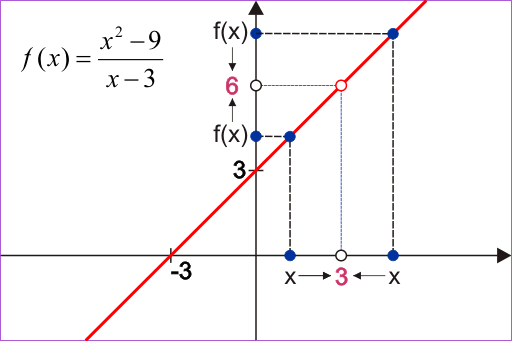 f(x) = x² – 9 / x – 3
f(x)
6
f(x)
3
-3
x 3 x